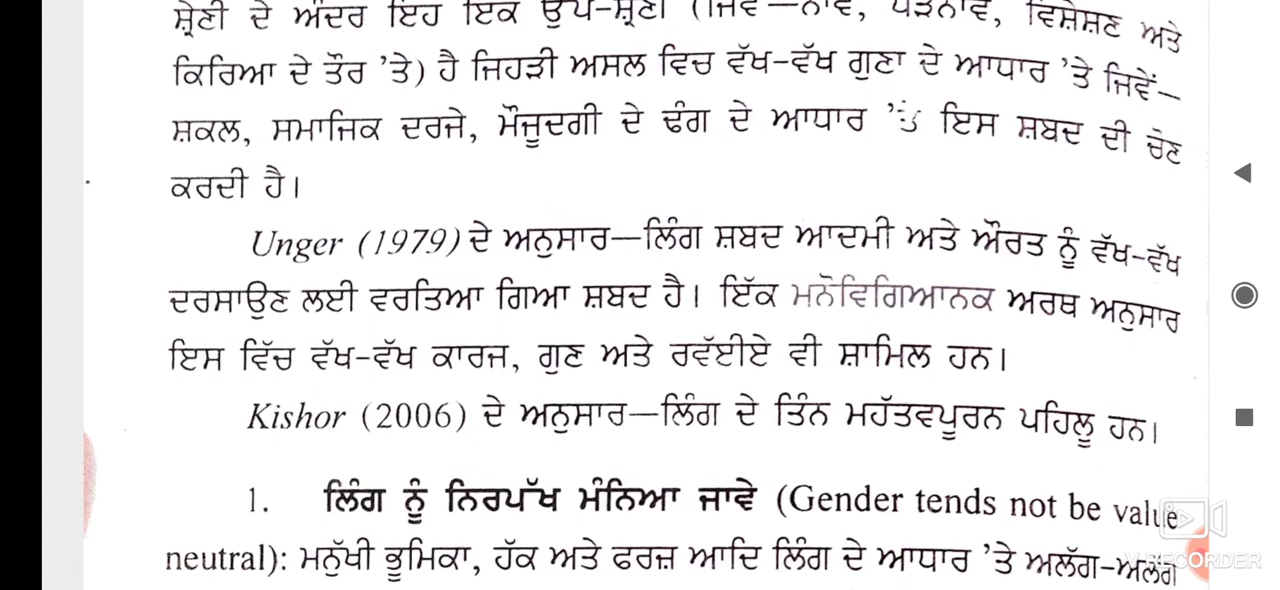 ਸ਼੍ਰੇਣੀ ਦੇ ਅੰਦਰ ਇਹ ਇਕ ਉਪ-ਸ਼੍ਰੇਣੀ (ਜਿਵੇਂ—ਨਾਂਵ, ਪੜਨਾਂਵ, ਵਿਸ਼ੇਸ਼ਣ ਅਤੇ
ਕਿਰਿਆ ਦੇ ਤੌਰ 'ਤੇ) ਹੈ ਜਿਹੜੀ ਅਸਲ ਵਿਚ ਵੱਖ-ਵੱਖ ਗੁਣਾ ਦੇ ਆਧਾਰ 'ਤੇ ਜਿਵੇਂ—
ਸ਼ਕਲ, ਸਮਾਜਿਕ ਦਰਜੇ, ਮੌਜੂਦਗੀ ਦੇ ਢੰਗ ਦੇ ਆਧਾਰ 'ਤੇ ਇਸ ਸ਼ਬਦ ਦੀ ਚੋਣ
ਕਰਦੀ ਹੈ।
Unger (1979) ਦੇ ਅਨੁਸਾਰ—ਲਿੰਗ ਸ਼ਬਦ ਆਦਮੀ ਅਤੇ ਔਰਤ ਨੂੰ ਵੱਖ-ਵੱਖ
ਦਰਸਾਉਣ ਲਈ ਵਰਤਿਆ ਗਿਆ ਸ਼ਬਦ ਹੈ। ਇੱਕ ਮਨੋਵਿਗਿਆਨਕ ਅਰਥ ਅਨੁਸਾਰ
ਇਸ ਵਿੱਚ ਵੱਖ-ਵੱਖ ਕਾਰਜ, ਗੁਣ ਅਤੇ ਰਵੱਈਏ ਵੀ ਸ਼ਾਮਿਲ ਹਨ।
Kishor (2006) ਦੇ ਅਨੁਸਾਰ—ਲਿੰਗ ਦੇ ਤਿੰਨ ਮਹੱਤਵਪੂਰਨ ਪਹਿਲੂ ਹਨ।
1. ਲਿੰਗ ਨੂੰ ਨਿਰਪੱਖ ਮੰਨਿਆ ਜਾਵੇ (Gender tends not be value
neutral): ਮਨੁੱਖੀ ਭੂਮਿਕਾ, ਹੱਕ ਅਤੇ ਫਰਜ਼ ਆਦਿ ਲਿੰਗ ਦੇ ਆਧਾਰ 'ਤੇ ਅਲੱਗ-ਅਲੱਗ
V RECORDER